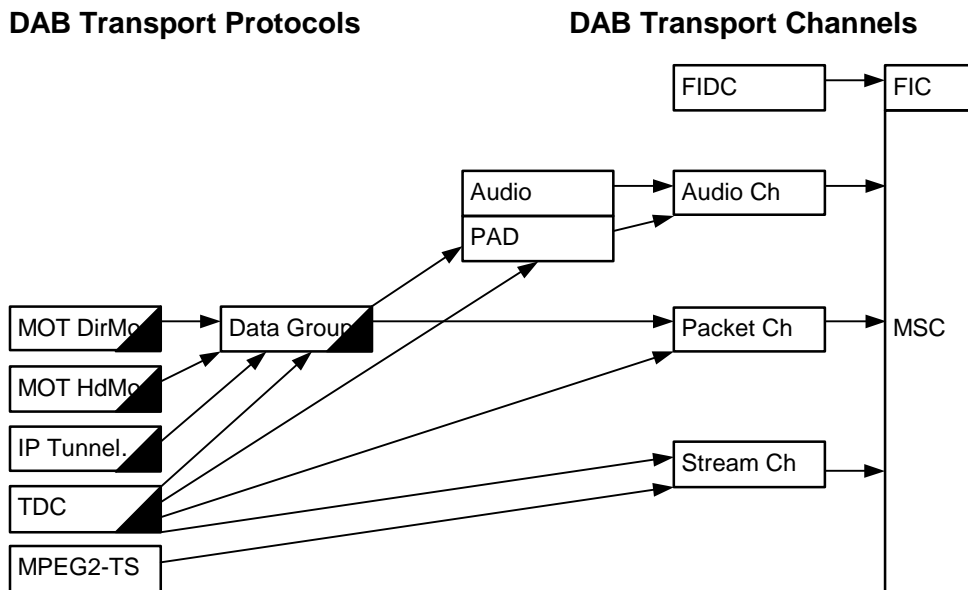 DAB Transport Protocols
DAB Transport Channels
FIDC
FIC
Audio
Audio Ch
PAD
MOT DirMo
Data Group
Packet Ch
MSC
MOT HdMo
IP Tunnel.
Stream Ch
TDC
MPEG2-TS